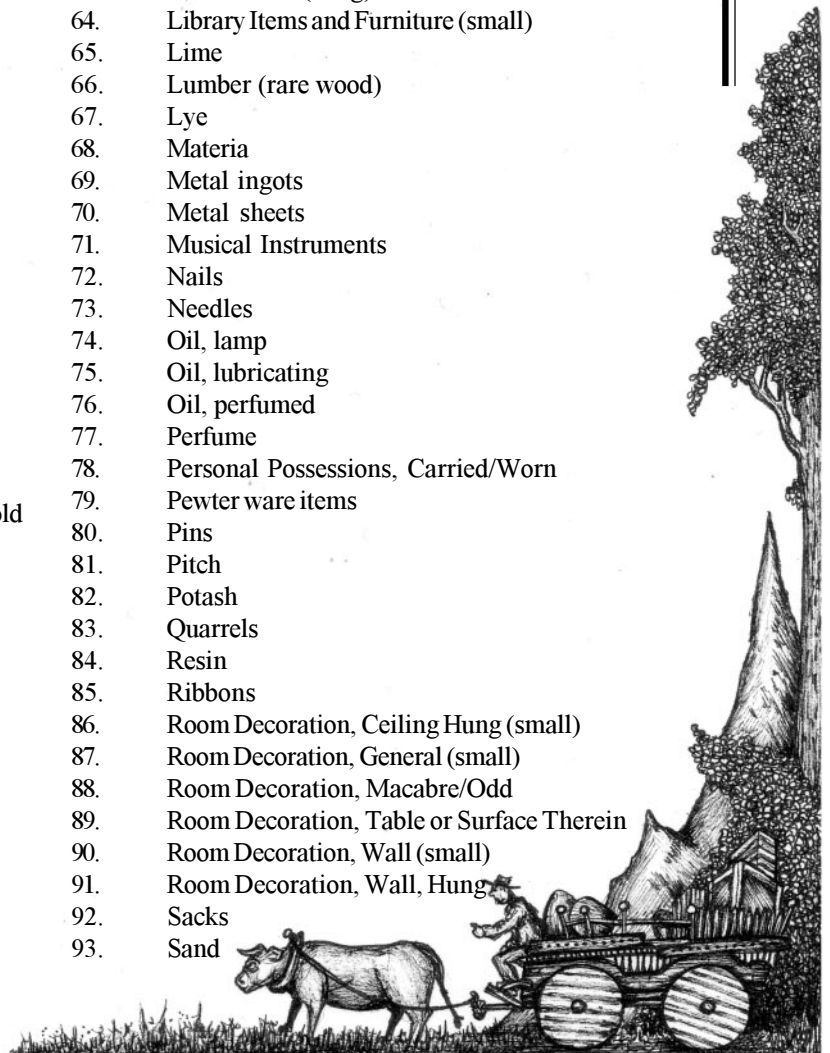 64. Library Items and Furniture (small)
65. Lime
66. Lumber (rare wood)
67. Lye
68. Materia
69. Metal ingots
70. Metal sheets
71. Musical Instruments
72. Nails
73. Needles
74. Oil, lamp
75. Oil, lubricating
76. Oil, perfumed
77. Perfume
78. Personal Possessions, Carried/Worn
79. Pewter ware items
80. Pins
81. Pitch
82. Potash
83. Quarrels
84. Resin
85. Ribbons
86. Room Decoration, Ceiling Hung (small)
87. Room Decoration, General (small)
88. Room Decoration, Macabre/Odd
89. Room Decoration, Table or Surface Therein
90. Room Decoration, Wall (small)
91. Room Decoration, Wall, Hung
92. Sacks
93. Sand